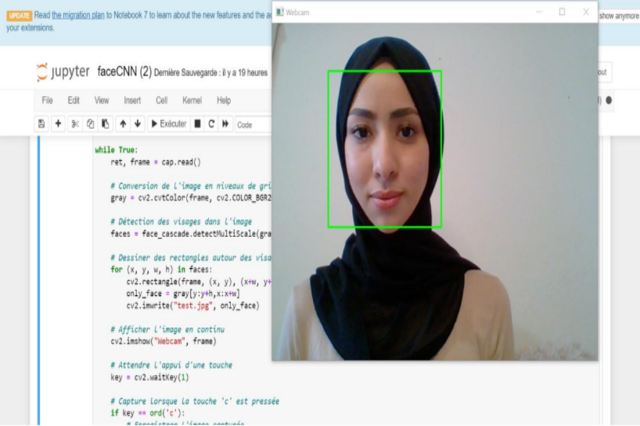 UPDATE Read the migration plan to Notebook 7 to learn about the new features and the a
show anymore
your extensions.
Webcam
jupyter faceCNN (2) Dernière Sauvegarde : il y a 19 heures
out
File Edit View Insert Cell Kernel Help
Exécuter Code
while True:
ret, frame = cap.read()
# Conversion de l'image en niveaux de gri
gray = cv2.cvtColor(frame, cv2.COLOR_BGR2
# Détection des visages dans l'image
faces = face_cascade.detectMultiScale(gra
# Dessiner des rectangles autour des visa
for (x, y, w, h) in faces:
cv2.rectangle(frame, (x, y), (x+w, y+
only_face = gray[y:y+h,x:x+w]
cv2.imwrite("test.jpg", only_face)
# Afficher l'image en continu
cv2.imshow("Webcam", frame)
# Attendre l'appui d'une touche
key = cv2.waitKey(1)
# Capture lorsque la touche 'c' est pressée
if key == ord('c'):
# Enregistrer l'image capturée